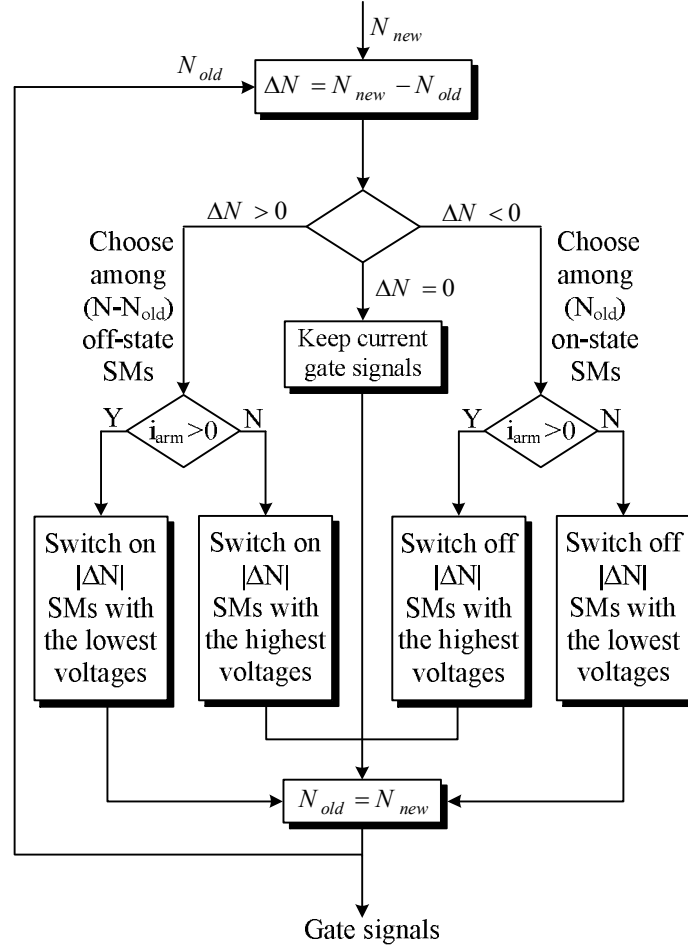 N_new
N_old
ΔN = N_new − N_old
ΔN > 0
ΔN < 0
Choose
among
(N-N_old)
off-state
SMs
ΔN = 0
Choose
among
(N_old)
on-state
SMs
Keep current
gate signals
Y
i_arm>0
N
Y
i_arm>0
N
Switch on
|ΔN|
SMs with
the lowest
voltages
Switch on
|ΔN|
SMs with
the highest
voltages
Switch off
|ΔN|
SMs with
the highest
voltages
Switch off
|ΔN|
SMs with
the lowest
voltages
N_old = N_new
Gate signals